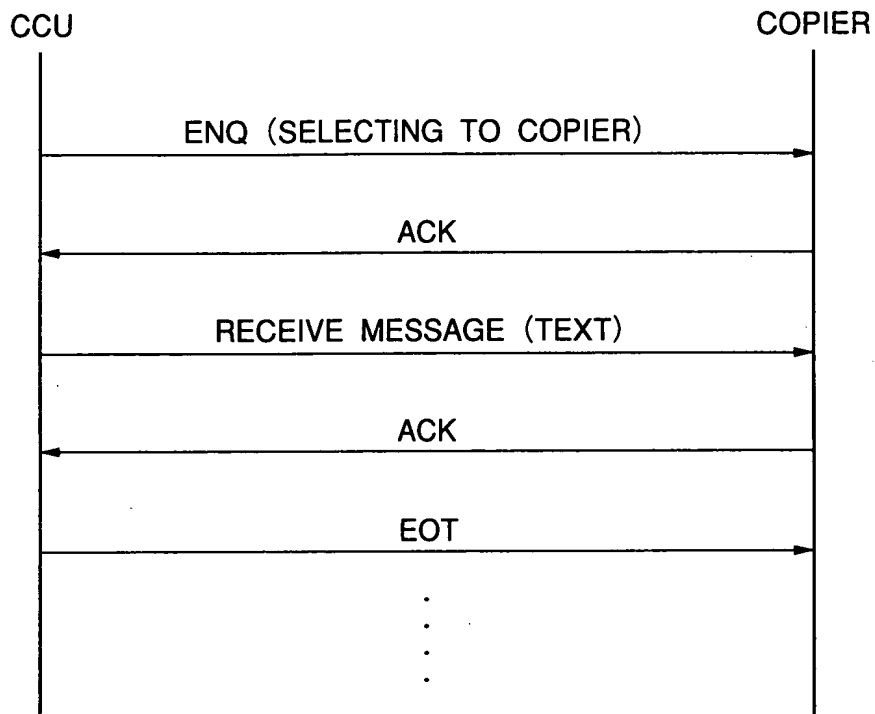 CCU
COPIER
ENQ (SELECTING TO COPIER)
ACK
RECEIVE MESSAGE (TEXT)
ACK
EOT